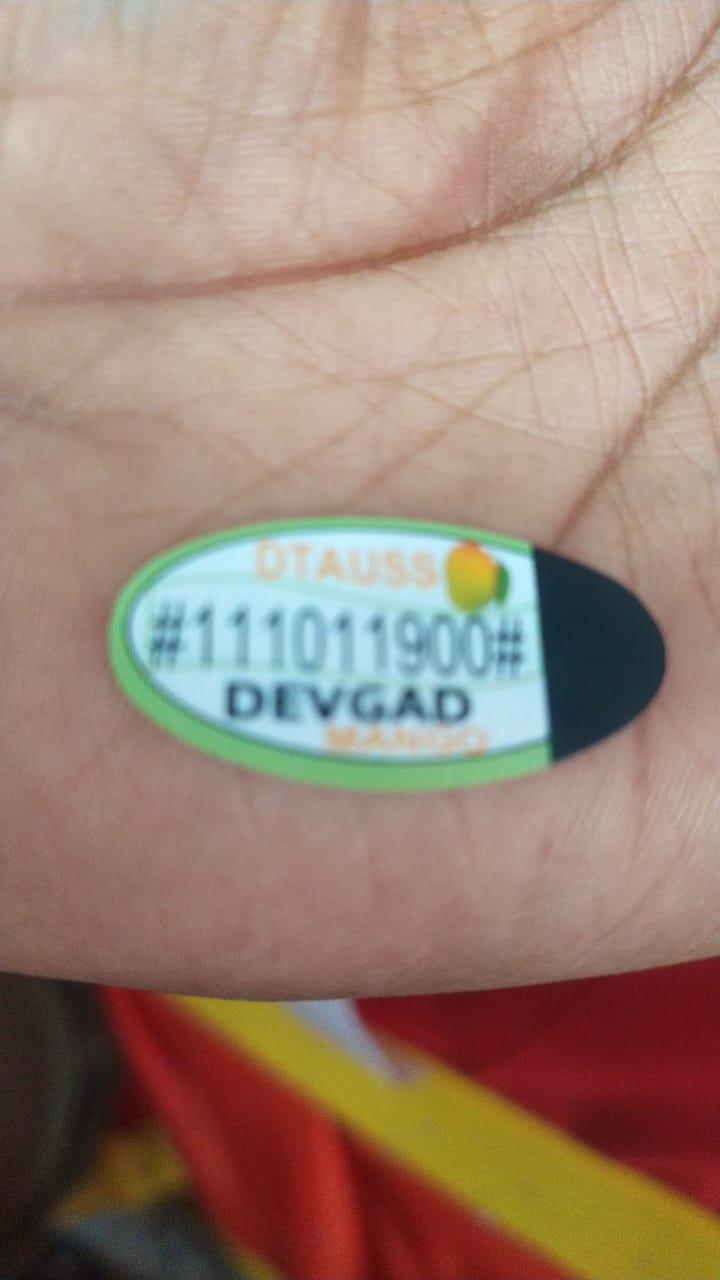 DTAUSS
#111011900#
DEVGAD
MANGO